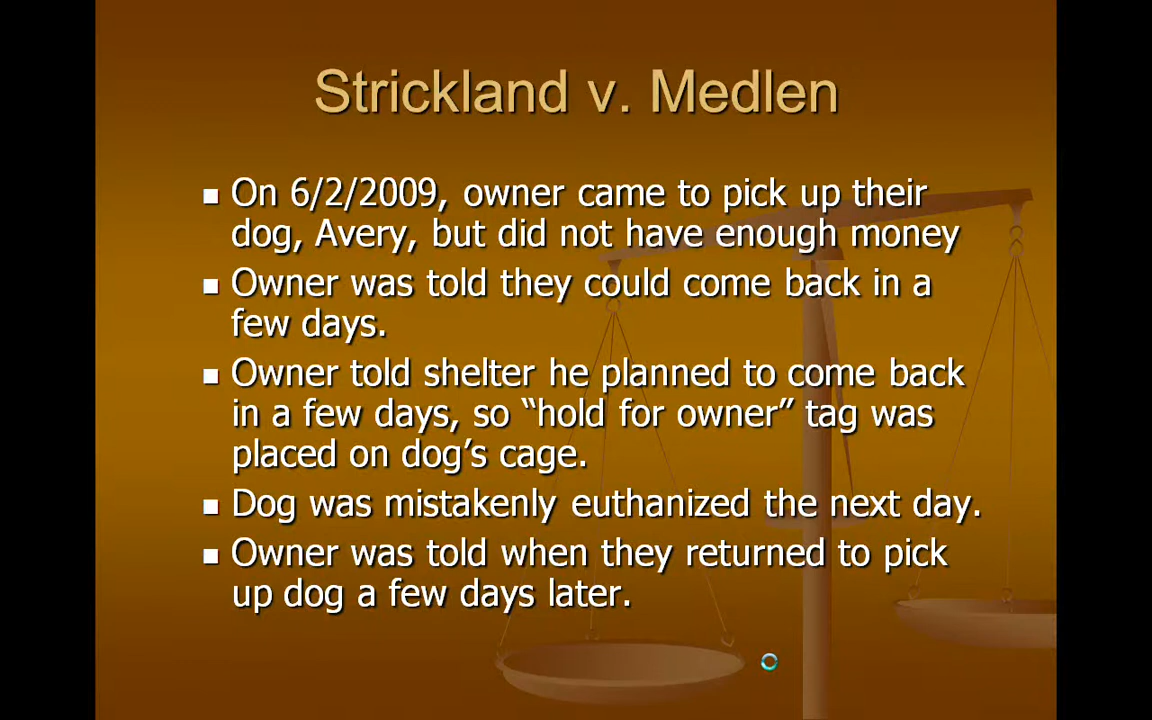 Strickland v. Medlen
On 6/2/2009, owner came to pick up their
dog, Avery, but did not have enough money
Owner was told they could come back in a
few days.
Owner told shelter he planned to come back
in a few days, so “hold for owner” tag was
placed on dog’s cage.
Dog was mistakenly euthanized the next day.
Owner was told when they returned to pick
up dog a few days later.